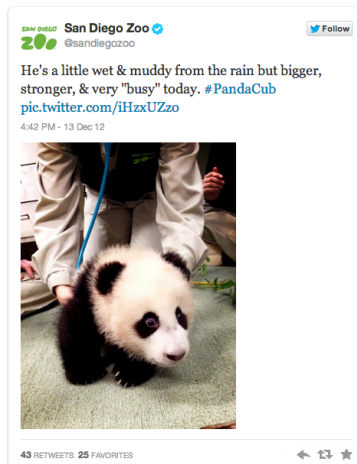 SAN DIEGO
ZOO
San Diego Zoo
@sandiegozoo
Follow
He's a little wet & muddy from the rain but bigger,
stronger, & very "busy" today. #PandaCub
pic.twitter.com/iHzxUZzo
4:42 PM - 13 Dec 12
43 RETWEETS 25 FAVORITES